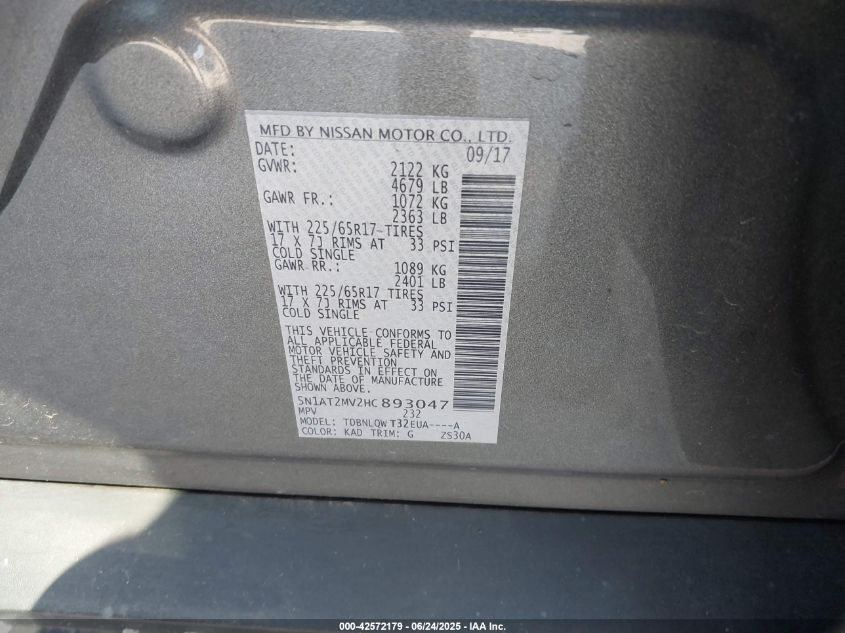 MFD BY NISSAN MOTOR CO., LTD.
DATE: 09/17
GVWR: 2122 KG
4679 LB
GAWR FR.: 1072 KG
2363 LB
WITH 225/65R17 TIRES
17 X 7J RIMS AT 33 PSI
COLD SINGLE
GAWR RR.: 1089 KG
2401 LB
WITH 225/65R17 TIRES
17 X 7J RIMS AT 33 PSI
COLD SINGLE
THIS VEHICLE CONFORMS TO
ALL APPLICABLE FEDERAL
MOTOR VEHICLE SAFETY AND
THEFT PREVENTION
STANDARDS IN EFFECT ON
THE DATE OF MANUFACTURE
SHOWN ABOVE.
5N1AT2MV2HC893047
MPV 232
MODEL: TDBNLQW T32EUA----A
COLOR: KAD TRIM: G ZS30A
000-42572179 - 06/24/2025 - IAA Inc.